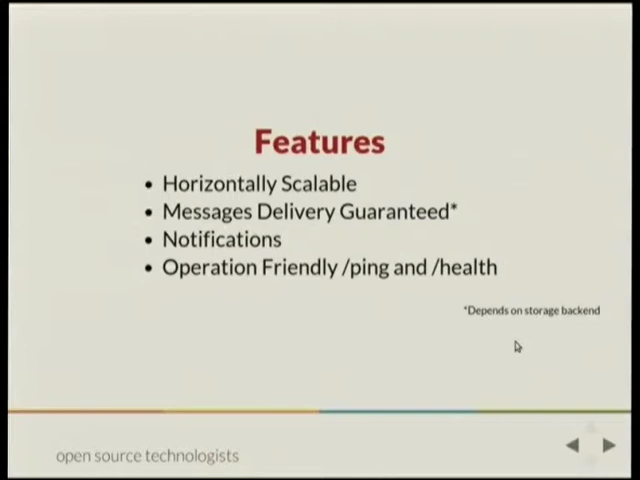 Features
• Horizontally Scalable
• Messages Delivery Guaranteed*
• Notifications
• Operation Friendly /ping and /health
*Depends on storage backend
open source technologists